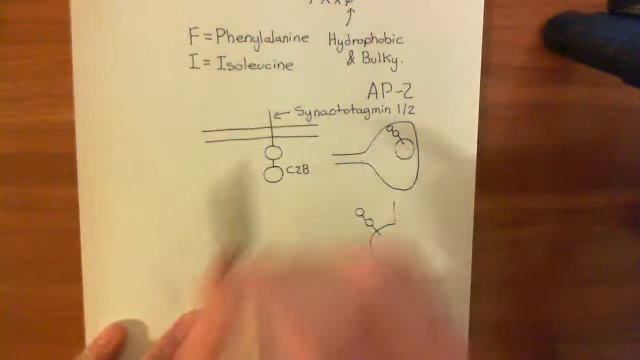 F = Phenylalanine Hydrophobic
I = Isoleucine & Bulky.
AP-2
Synaptotagmin 1/2
C2B